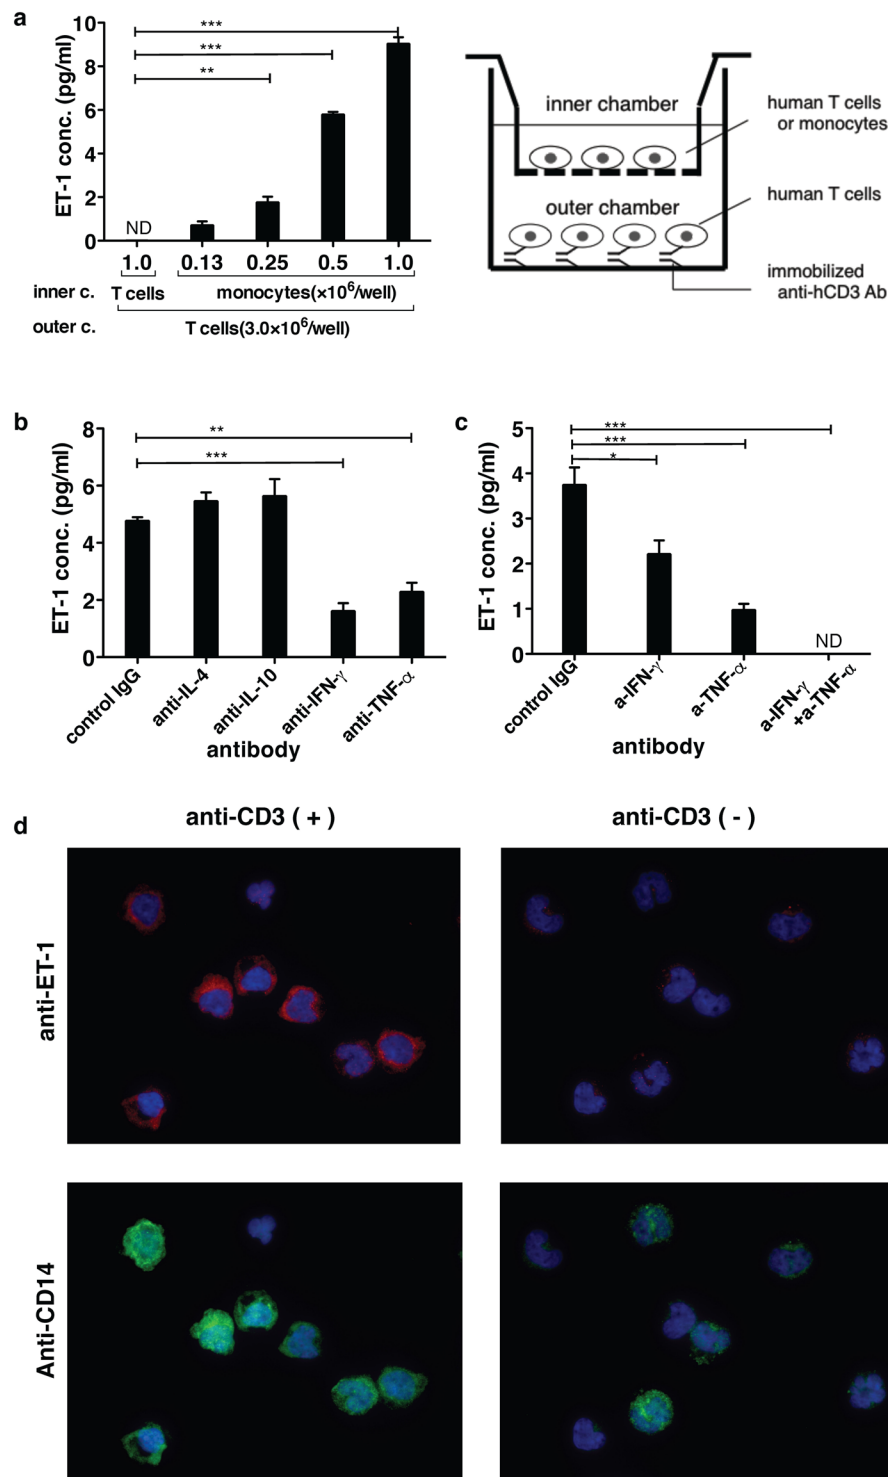 a
10
8
6
4
2
0
ET-1 conc. (pg/ml)
***
***
**
ND
1.0 0.13 0.25 0.5 1.0
inner c. T cells monocytes(×10⁶/well)
outer c. T cells(3.0×10⁶/well)
inner chamber
human T cells
or monocytes
outer chamber
human T cells
immobilized
anti-hCD3 Ab
b
8
6
4
2
0
ET-1 conc. (pg/ml)
**
***
control IgG
anti-IL-4
anti-IL-10
anti-IFN-γ
anti-TNF-α
antibody
c
5
4
3
2
1
0
ET-1 conc. (pg/ml)
***
***
*
ND
control IgG
a-IFN-γ
a-TNF-α
a-IFN-γ
+a-TNF-α
antibody
d
anti-CD3 ( + )
anti-CD3 ( - )
anti-ET-1
Anti-CD14